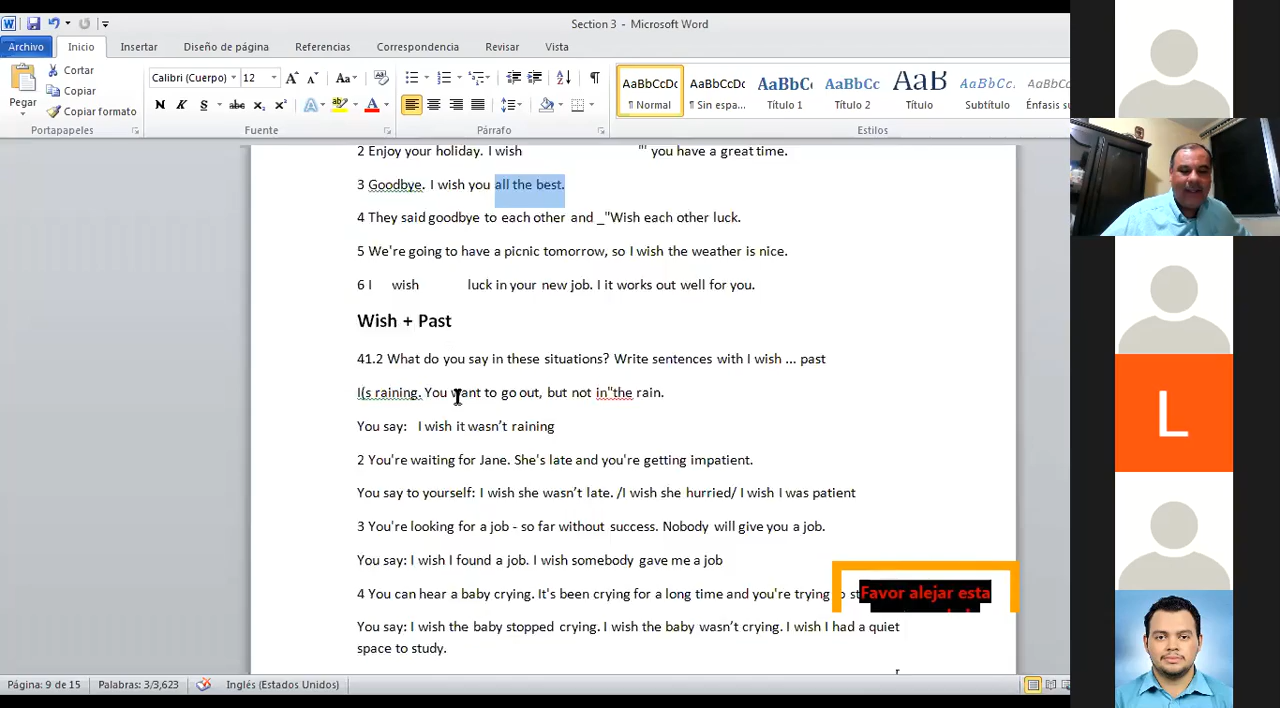 Section 3 - Microsoft Word
Archivo Inicio Insertar Diseño de página Referencias Correspondencia Revisar Vista
Pegar
Cortar
Copiar
Copiar formato
Calibri (Cuerpo) 12
N K S abc x₂ x² A A
AaBbCcDc AaBbCcDc AaBbC AaBbCc AaB AaBbCc. AaBbCcD
¶ Normal ¶ Sin espa... Título 1 Título 2 Título Subtítulo Énfasis su
Portapapeles Fuente Párrafo Estilos
2 Enjoy your holiday. I wish "' you have a great time.
3 Goodbye. I wish you all the best.
4 They said goodbye to each other and _"Wish each other luck.
5 We're going to have a picnic tomorrow, so I wish the weather is nice.
6 I wish luck in your new job. I it works out well for you.
Wish + Past
41.2 What do you say in these situations? Write sentences with I wish ... past
I(s raining. You want to go out, but not in"the rain.
You say: I wish it wasn't raining
2 You're waiting for Jane. She's late and you're getting impatient.
You say to yourself: I wish she wasn't late. /I wish she hurried/ I wish I was patient
3 You're looking for a job - so far without success. Nobody will give you a job.
You say: I wish I found a job. I wish somebody gave me a job
4 You can hear a baby crying. It's been crying for a long time and you're trying to st
Favor alejar esta
You say: I wish the baby stopped crying. I wish the baby wasn't crying. I wish I had a quiet
space to study.
r
Página: 9 de 15 Palabras: 3/3,623 Inglés (Estados Unidos)
L